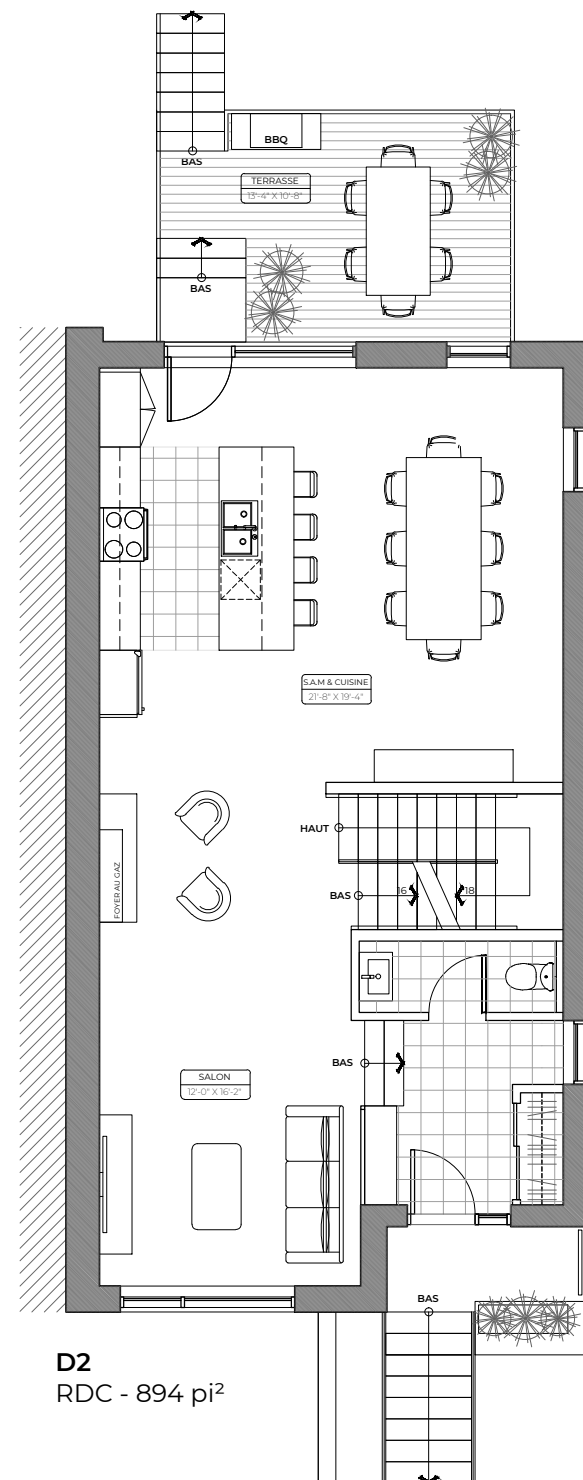 BBQ
BAS
TERRASSE
13'-4" X 10'-8"
BAS
S.A.M & CUISINE
21'-8" X 19'-4"
HAUT
FOYER AU GAZ
BAS
16
18
BAS
SALON
12'-0" X 16'-2"
BAS
D2
RDC - 894 pi²